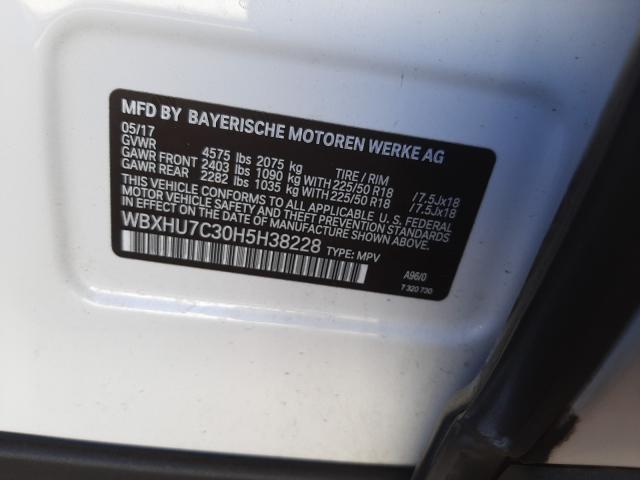 MFD BY BAYERISCHE MOTOREN WERKE AG
05/17
GVWR 4575 lbs 2075 kg TIRE / RIM
GAWR FRONT 2403 lbs 1090 kg WITH 225/50 R18 /7.5Jx18
GAWR REAR 2282 lbs 1035 kg WITH 225/50 R18 /7.5Jx18
THIS VEHICLE CONFORMS TO ALL APPLICABLE U. S. FEDERAL
MOTOR VEHICLE SAFETY AND THEFT PREVENTION STANDARDS
IN EFFECT ON THE DATE OF MANUFACTURE SHOWN ABOVE.
WBXHU7C30H5H38228 TYPE: MPV
A96/0
7 320 730